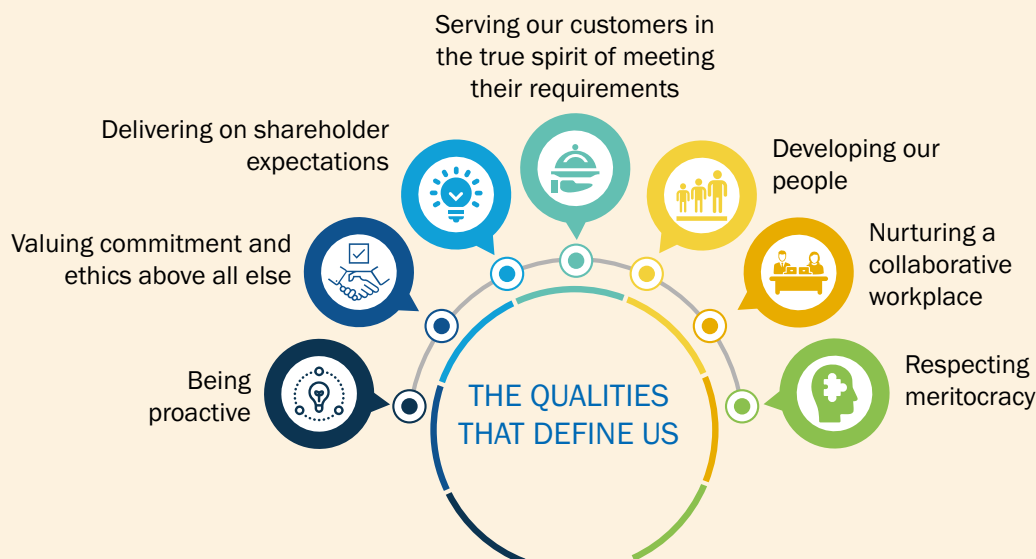 Serving our customers in
the true spirit of meeting
their requirements
Delivering on shareholder
expectations
Developing our
people
Valuing commitment and
ethics above all else
Nurturing a
collaborative
workplace
Being
proactive
Respecting
meritocracy
THE QUALITIES
THAT DEFINE US